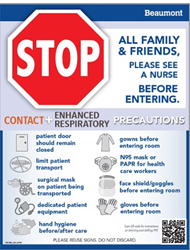 Beaumont
STOP
ALL FAMILY
& FRIENDS,
PLEASE SEE
A NURSE
BEFORE
ENTERING.
CONTACT + ENHANCED RESPIRATORY PRECAUTIONS
patient door
should remain
closed
limit patient
transport
surgical mask
on patient being
transported
dedicated patient
equipment
hand hygiene
before/after care
gowns before
entering room
N95 mask or
PAPR for health
care workers
face shield/goggles
before entering room
gloves before
entering room
PLEASE REUSE SIGNS. DO NOT DISCARD.